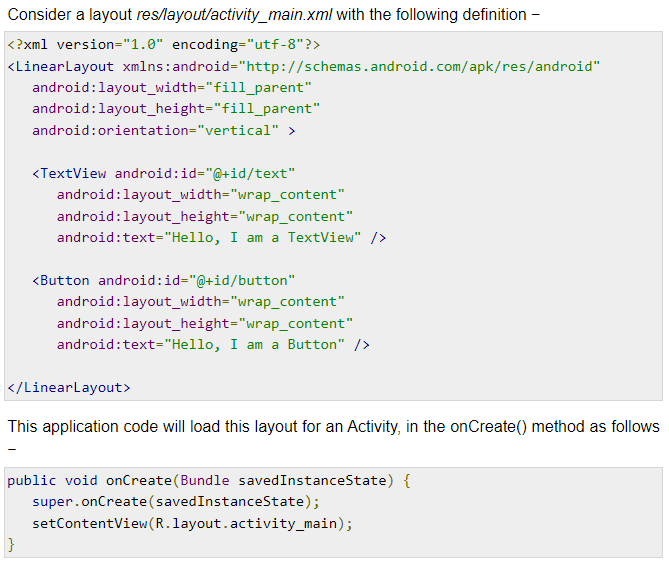 Consider a layout res/layout/activity_main.xml with the following definition −
<?xml version="1.0" encoding="utf-8"?>
<LinearLayout xmlns:android="http://schemas.android.com/apk/res/android"
   android:layout_width="fill_parent"
   android:layout_height="fill_parent"
   android:orientation="vertical" >

   <TextView android:id="@+id/text"
      android:layout_width="wrap_content"
      android:layout_height="wrap_content"
      android:text="Hello, I am a TextView" />

   <Button android:id="@+id/button"
      android:layout_width="wrap_content"
      android:layout_height="wrap_content"
      android:text="Hello, I am a Button" />

</LinearLayout>
This application code will load this layout for an Activity, in the onCreate() method as follows
−
public void onCreate(Bundle savedInstanceState) {
   super.onCreate(savedInstanceState);
   setContentView(R.layout.activity_main);
}